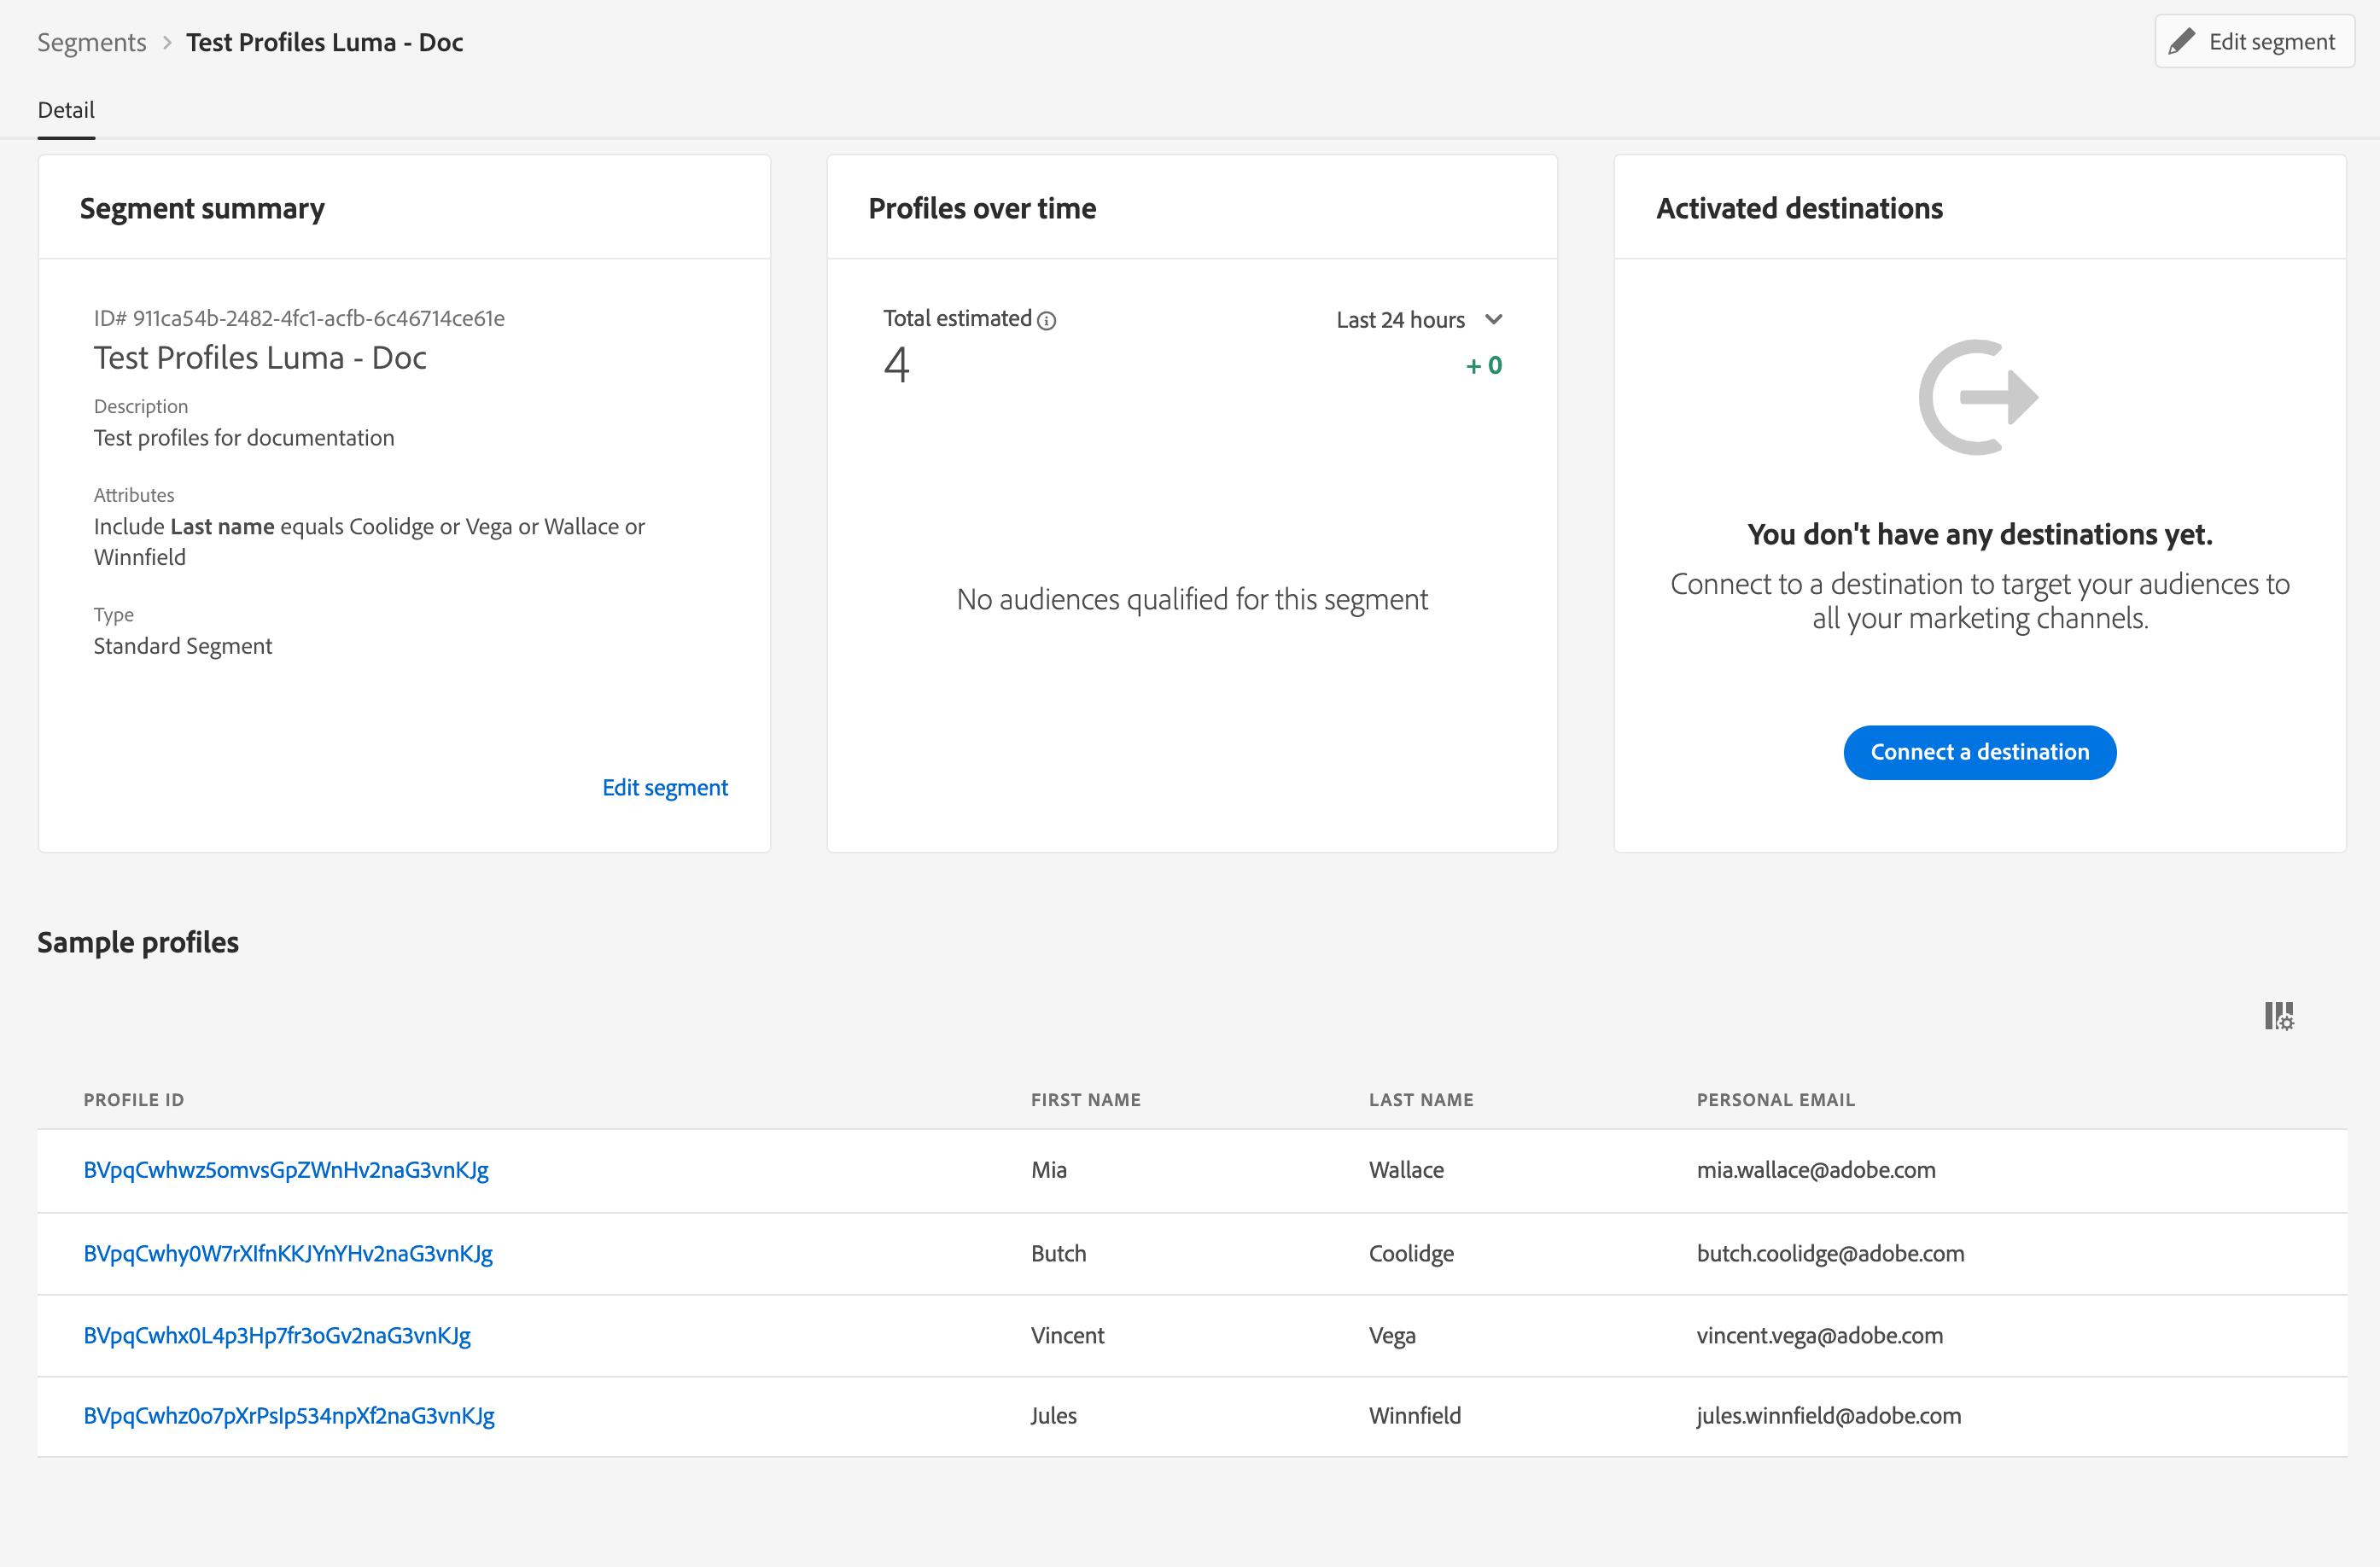 Segments > Test Profiles Luma - Doc
Edit segment
Detail
Segment summary
ID# 911ca54b-2482-4fc1-acfb-6c46714ce61e
Test Profiles Luma - Doc
Description
Test profiles for documentation
Attributes
Include Last name equals Coolidge or Vega or Wallace or
Winnfield
Type
Standard Segment
Edit segment
Profiles over time
Total estimated
Last 24 hours
4
+ 0
No audiences qualified for this segment
Activated destinations
You don't have any destinations yet.
Connect to a destination to target your audiences to
all your marketing channels.
Connect a destination
Sample profiles
PROFILE ID FIRST NAME LAST NAME PERSONAL EMAIL
BVpqCwhwz5omvsGpZWnHv2naG3vnKJg Mia Wallace mia.wallace@adobe.com
BVpqCwhy0W7rXIfnKKJYnYHv2naG3vnKJg Butch Coolidge butch.coolidge@adobe.com
BVpqCwhx0L4p3Hp7fr3oGv2naG3vnKJg Vincent Vega vincent.vega@adobe.com
BVpqCwhz0o7pXrPsIp534npXf2naG3vnKJg Jules Winnfield jules.winnfield@adobe.com